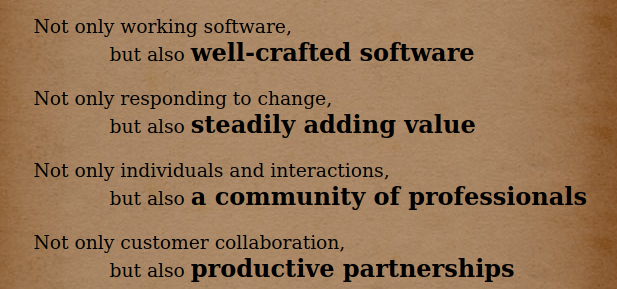 Not only working software,
but also well-crafted software
Not only responding to change,
but also steadily adding value
Not only individuals and interactions,
but also a community of professionals
Not only customer collaboration,
but also productive partnerships